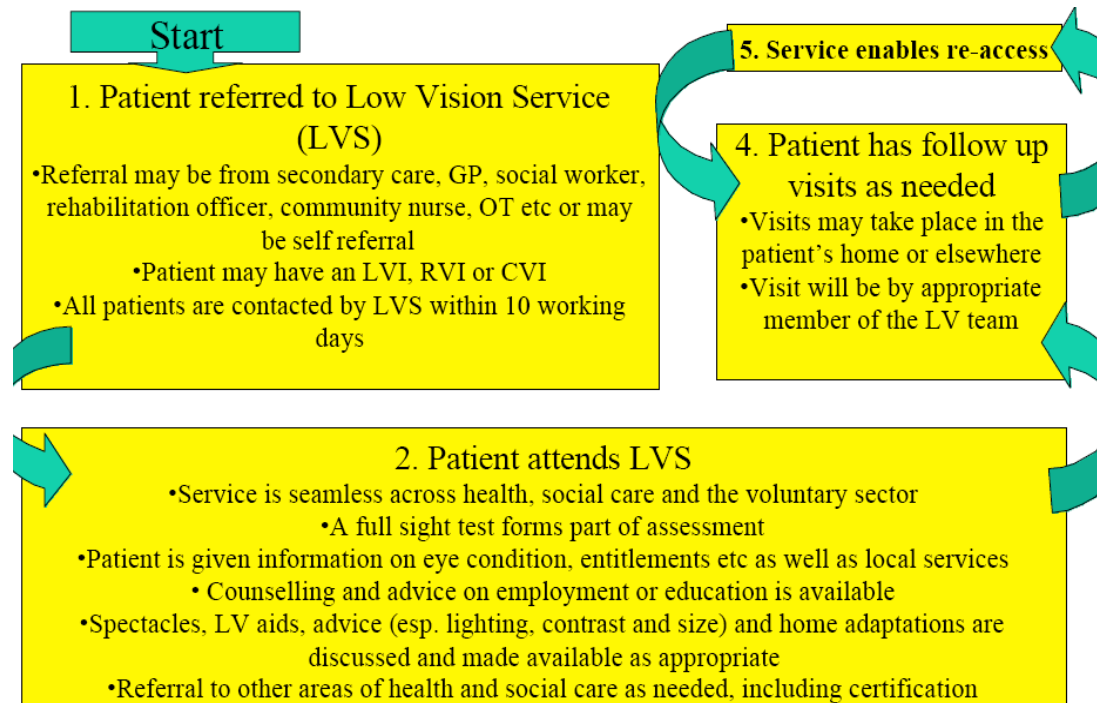 Start
1. Patient referred to Low Vision Service
(LVS)
•Referral may be from secondary care, GP, social worker,
rehabilitation officer, community nurse, OT etc or may
be self referral
•Patient may have an LVI, RVI or CVI
•All patients are contacted by LVS within 10 working
days
5. Service enables re-access
4. Patient has follow up
visits as needed
•Visits may take place in the
patient’s home or elsewhere
•Visit will be by appropriate
member of the LV team
2. Patient attends LVS
•Service is seamless across health, social care and the voluntary sector
•A full sight test forms part of assessment
•Patient is given information on eye condition, entitlements etc as well as local services
• Counselling and advice on employment or education is available
•Spectacles, LV aids, advice (esp. lighting, contrast and size) and home adaptations are
discussed and made available as appropriate
•Referral to other areas of health and social care as needed, including certification